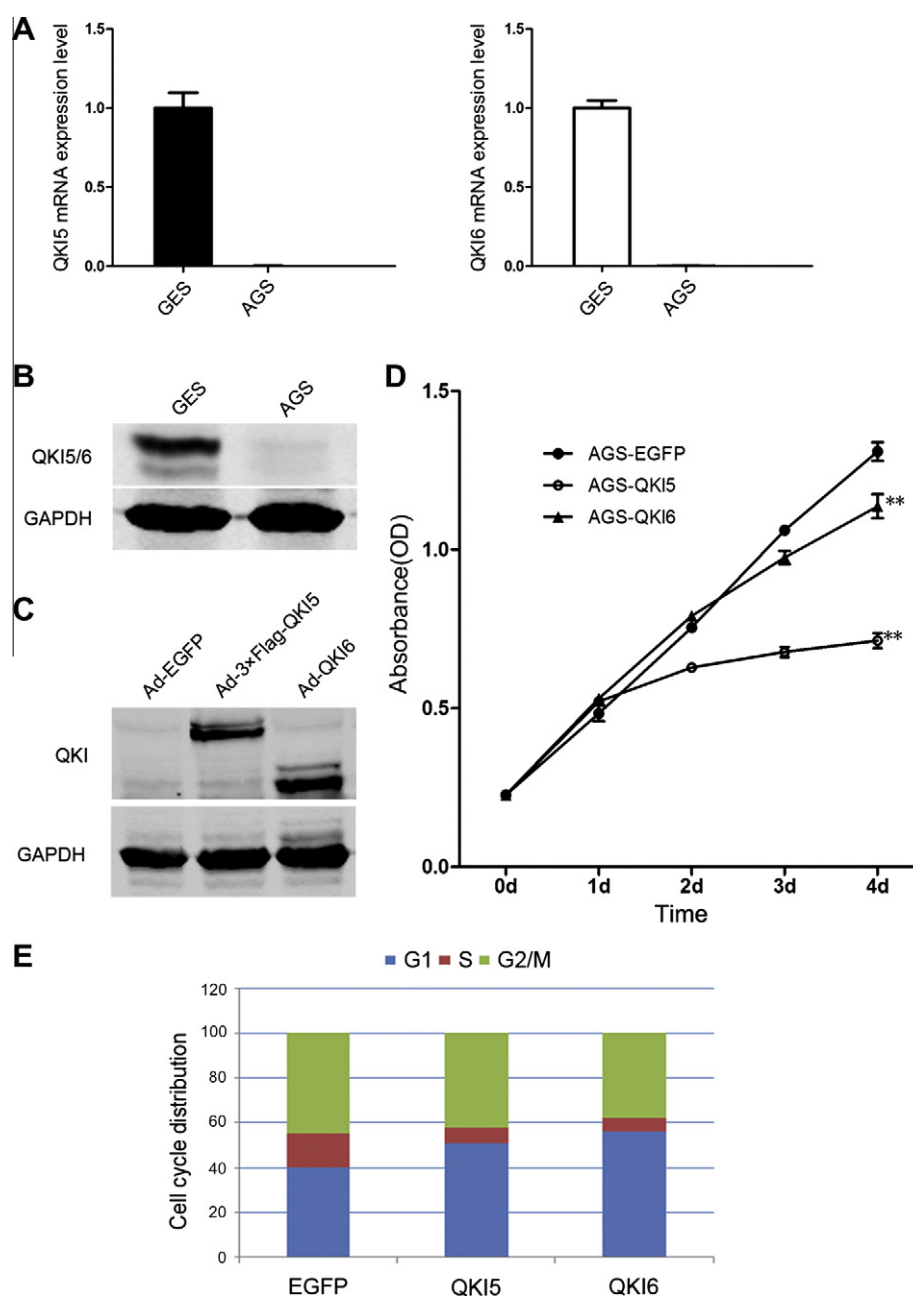 A
QKI5 mRNA expression level
1.5
1.0
0.5
0.0
GES
AGS
QKI6 mRNA expression level
1.5
1.0
0.5
0.0
GES
AGS
B
GES
AGS
QKI5/6
GAPDH
C
Ad-EGFP
Ad-3×Flag-QKI5
Ad-QKI6
QKI
GAPDH
D
Absorbance(OD)
1.5
1.0
0.5
0.0
AGS-EGFP
AGS-QKI5
AGS-QKI6
**
**
0d
1d
2d
3d
4d
Time
E
G1 S G2/M
Cell cycle distribution
120
100
80
60
40
20
0
EGFP
QKI5
QKI6